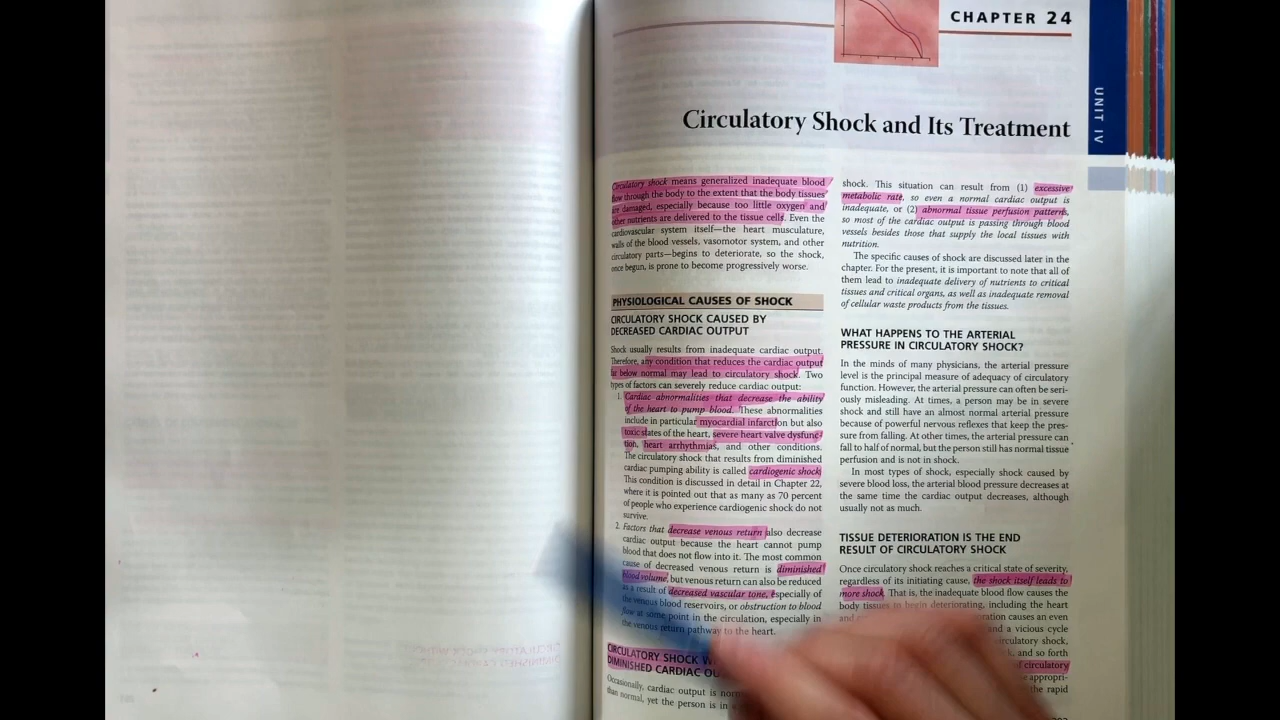 CHAPTER 24
UNIT IV
Circulatory Shock and Its Treatment
Circulatory shock means generalized inadequate blood
flow through the body to the extent that the body tissues
are damaged, especially because too little oxygen and
other nutrients are delivered to the tissue cells. Even the
cardiovascular system itself—the heart musculature,
walls of the blood vessels, vasomotor system, and other
circulatory parts—begins to deteriorate, so the shock,
once begun, is prone to become progressively worse.
PHYSIOLOGICAL CAUSES OF SHOCK
CIRCULATORY SHOCK CAUSED BY
DECREASED CARDIAC OUTPUT
Shock usually results from inadequate cardiac output.
Therefore, any condition that reduces the cardiac output
far below normal may lead to circulatory shock. Two
types of factors can severely reduce cardiac output:
1. Cardiac abnormalities that decrease the ability
of the heart to pump blood. These abnormalities
include in particular myocardial infarction but also
toxic states of the heart, severe heart valve dysfunc-
tion, heart arrhythmias, and other conditions.
The circulatory shock that results from diminished
cardiac pumping ability is called cardiogenic shock.
This condition is discussed in detail in Chapter 22,
where it is pointed out that as many as 70 percent
of people who experience cardiogenic shock do not
survive.
2. Factors that decrease venous return also decrease
cardiac output because the heart cannot pump
blood that does not flow into it. The most common
cause of decreased venous return is diminished
blood volume, but venous return can also be reduced
as a result of decreased vascular tone, especially of
the venous blood reservoirs, or obstruction to blood
flow at some point in the circulation, especially in
the venous return pathway to the heart.
CIRCULATORY SHOCK
DIMINISHED CARDIAC
Occasionally, cardiac output is
than normal, yet the person is in
shock. This situation can result from (1) excessive
metabolic rate, so even a normal cardiac output is
inadequate, or (2) abnormal tissue perfusion patterns,
so most of the cardiac output is passing through blood
vessels besides those that supply the local tissues with
nutrition.
The specific causes of shock are discussed later in the
chapter. For the present, it is important to note that all of
them lead to inadequate delivery of nutrients to critical
tissues and critical organs, as well as inadequate removal
of cellular waste products from the tissues.
WHAT HAPPENS TO THE ARTERIAL
PRESSURE IN CIRCULATORY SHOCK?
In the minds of many physicians, the arterial pressure
level is the principal measure of adequacy of circulatory
function. However, the arterial pressure can often be seri-
ously misleading. At times, a person may be in severe
shock and still have an almost normal arterial pressure
because of powerful nervous reflexes that keep the pres-
sure from falling. At other times, the arterial pressure can
fall to half of normal, but the person still has normal tissue
perfusion and is not in shock.
In most types of shock, especially shock caused by
severe blood loss, the arterial blood pressure decreases at
the same time the cardiac output decreases, although
usually not as much.
TISSUE DETERIORATION IS THE END
RESULT OF CIRCULATORY SHOCK
Once circulatory shock reaches a critical state of severity,
regardless of its initiating cause, the shock itself leads to
more shock. That is, the inadequate blood flow causes the
body tissues to begin deteriorating, including the heart
and causes an even
and a vicious cycle
circulatory shock,
and so forth
of circulatory
appropri-
the rapid